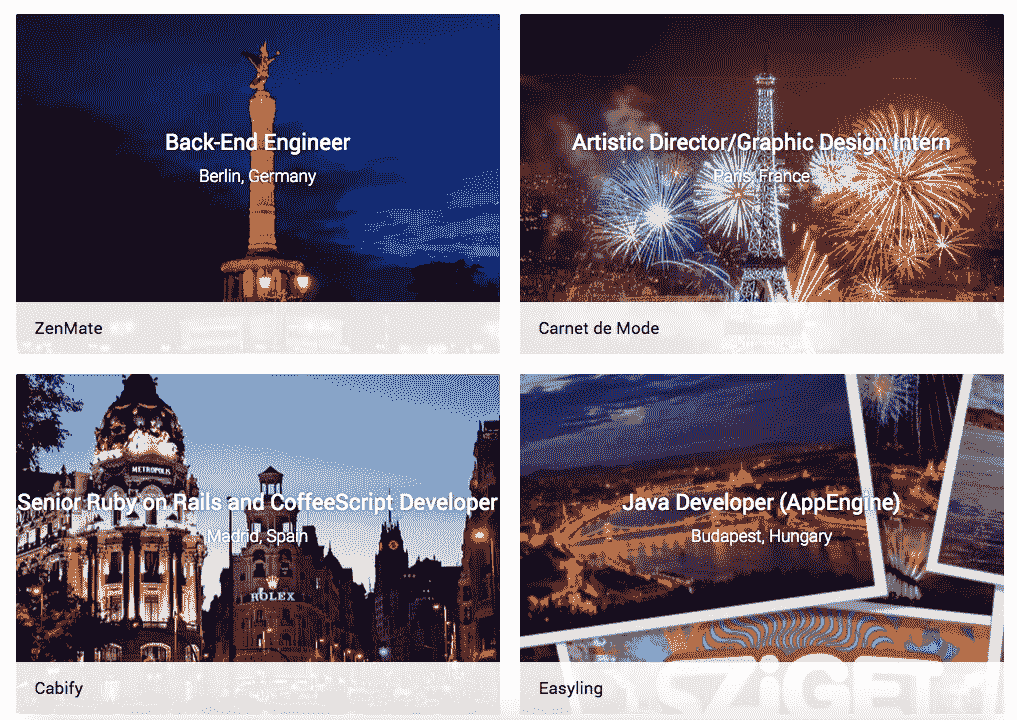 Back-End Engineer
Berlin, Germany
ZenMate
Artistic Director/Graphic Design Intern
Paris, France
Carnet de Mode
METROPOLIS
Senior Ruby on Rails and CoffeeScript Developer
Madrid, Spain
ROLEX
Cabify
Java Developer (AppEngine)
Budapest, Hungary
SZiGET
Easyling